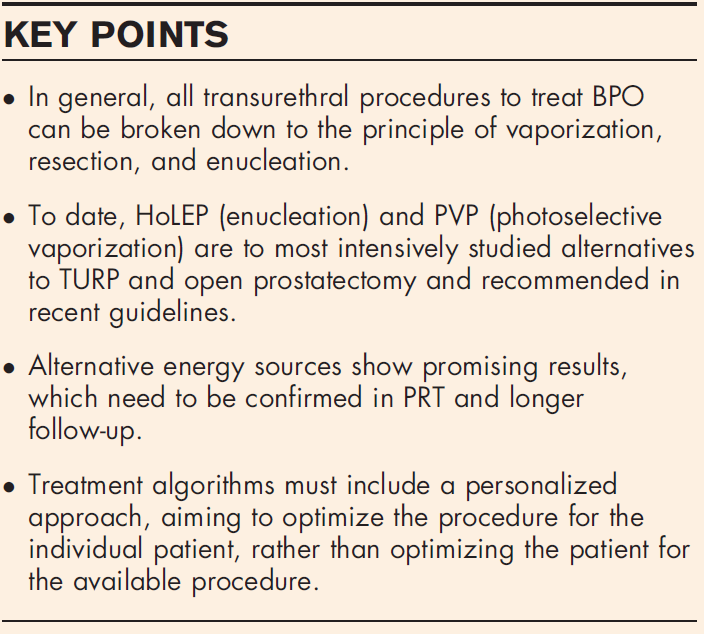 KEY POINTS
• In general, all transurethral procedures to treat BPO
can be broken down to the principle of vaporization,
resection, and enucleation.
• To date, HoLEP (enucleation) and PVP (photoselective
vaporization) are to most intensively studied alternatives
to TURP and open prostatectomy and recommended in
recent guidelines.
• Alternative energy sources show promising results,
which need to be confirmed in PRT and longer
follow-up.
• Treatment algorithms must include a personalized
approach, aiming to optimize the procedure for the
individual patient, rather than optimizing the patient for
the available procedure.